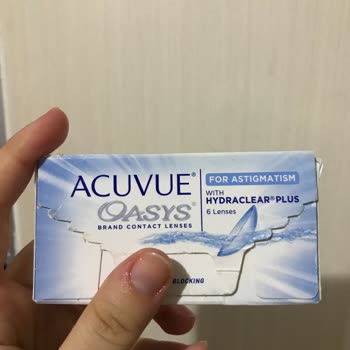 ACUVUE®
OASYS®
BRAND CONTACT LENSES
FOR ASTIGMATISM
WITH
HYDRACLEAR® PLUS
6 Lenses
BLOCKING